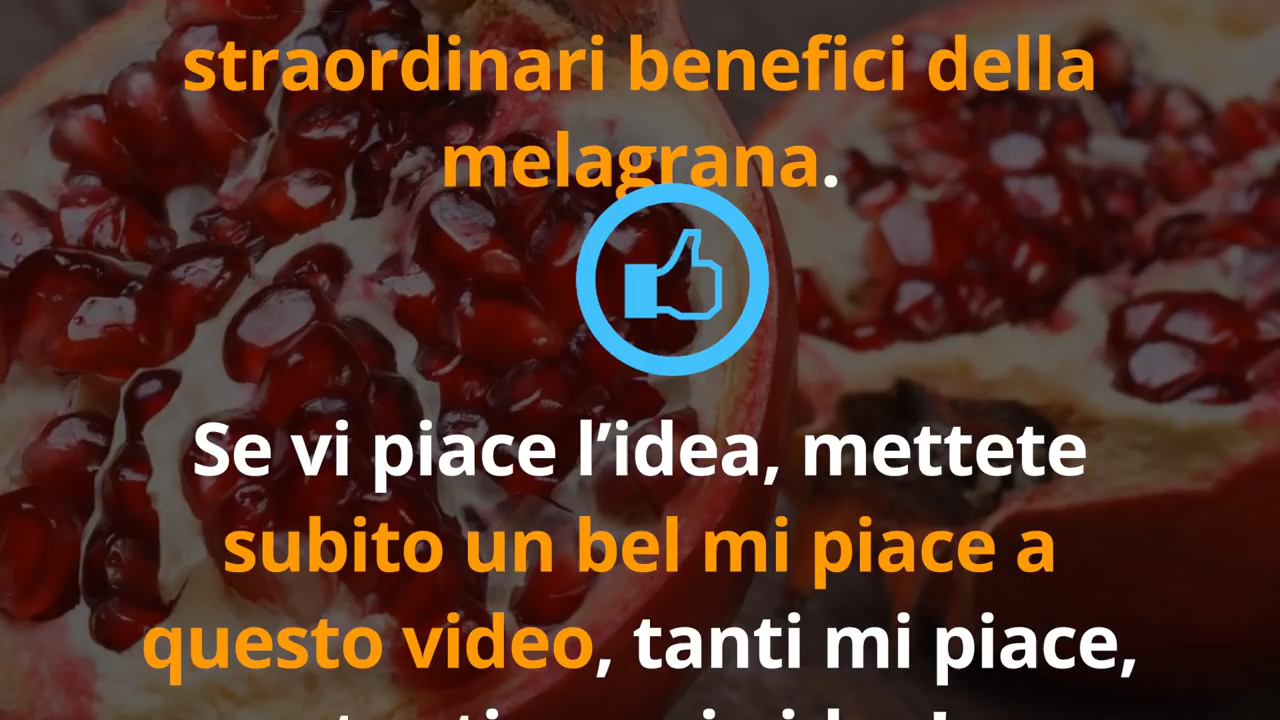 straordinari benefici della
melagrana.
Se vi piace l’idea, mettete
subito un bel mi piace a
questo video, tanti mi piace,